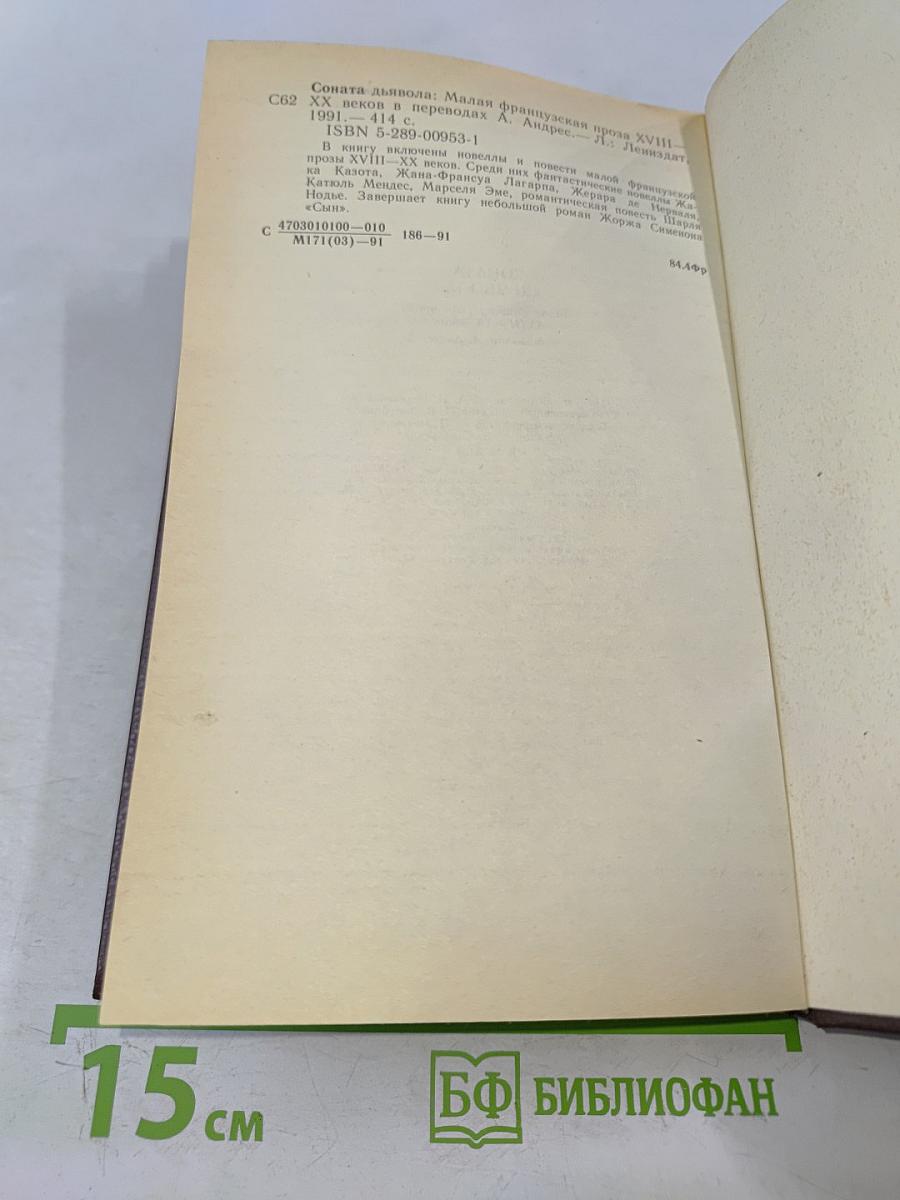 Соната дьявола: Малая французская проза XVIII—
С62 XX веков в переводах А. Андрес.— Л.: Лениздат,
1991.— 414 с.
ISBN 5-289-00953-1
В книгу включены новеллы и повести малой французской
прозы XVIII—XX веков. Среди них фантастические новеллы Жа-
ка Казота, Жана-Франсуа Лагарпа, Жерара де Нерваля,
Катюль Мендес, Марселя Эме, романтическая повесть Шарля
Нодье. Завершает книгу небольшой роман Жоржа Сименона
«Сын».
С 4703010100—010
М171(03)—91 186—91
84.4Фр
15 см
БФ БИБЛИОФАН